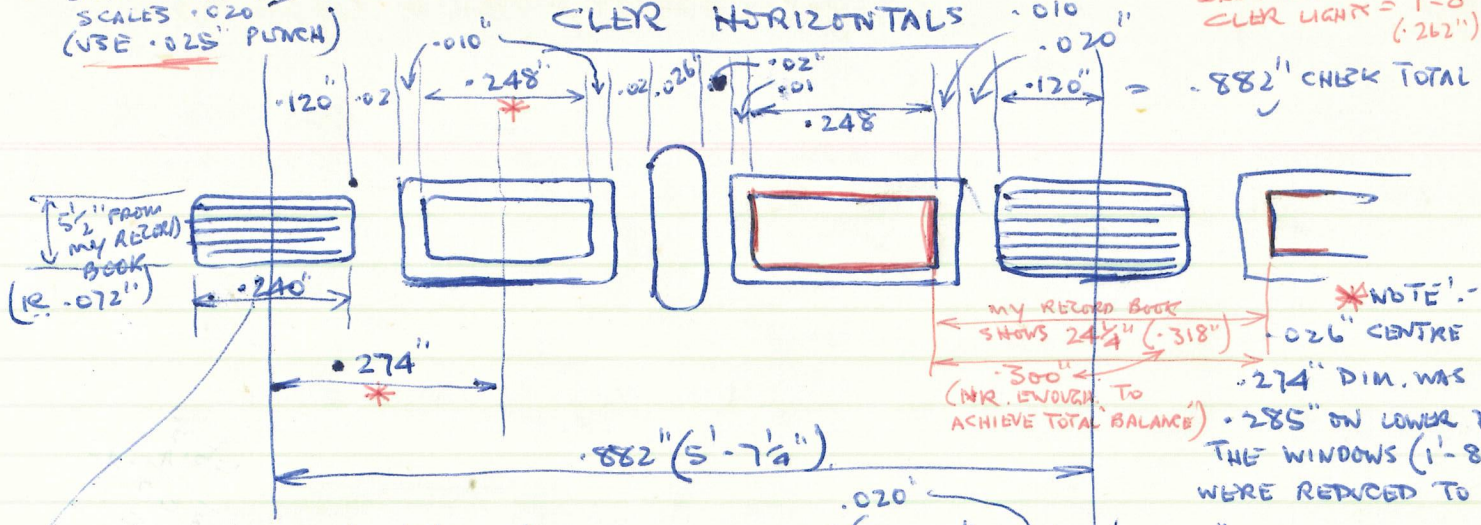 SCALES .020
(USE .025" PUNCH)
CLER HORIZONTALS
CLER LIGHTS = 1-8
(.262")
.010"
.010
.020"
.120"
.02
.248"
*
.02
.026"
.02"
.01
.248
.120"
= .882" CHECK TOTAL
5½" FROM
MY RECORD
BOOK
(IE .072")
.240"
.274"
*
MY RECORD BOOK
SHOWS 24¼" (.318")
.300"
(NR. ENOUGH TO
ACHIEVE TOTAL BALANCE)
* NOTE :-
.026" CENTRE
.274" DIM. WAS
.285" ON LOWER
THE WINDOWS (1'-8
WERE REDUCED TO
.882" (5'-7¼")
.020"